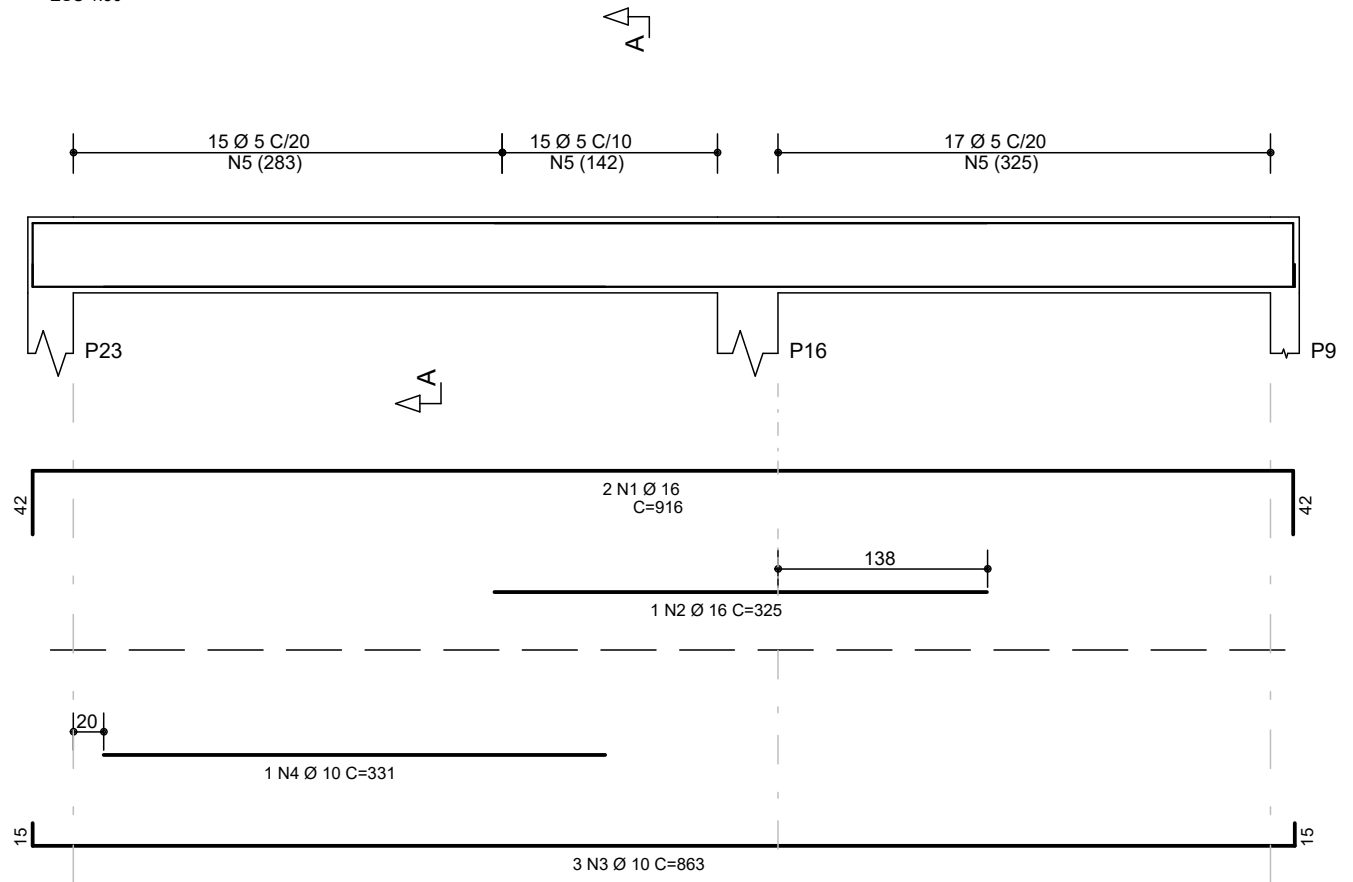 A
15 Ø 5 C/20
N5 (283)
15 Ø 5 C/10
N5 (142)
17 Ø 5 C/20
N5 (325)
P23
P16
P9
A
42
2 N1 Ø 16
C=916
42
138
1 N2 Ø 16 C=325
20
1 N4 Ø 10 C=331
15
3 N3 Ø 10 C=863
15